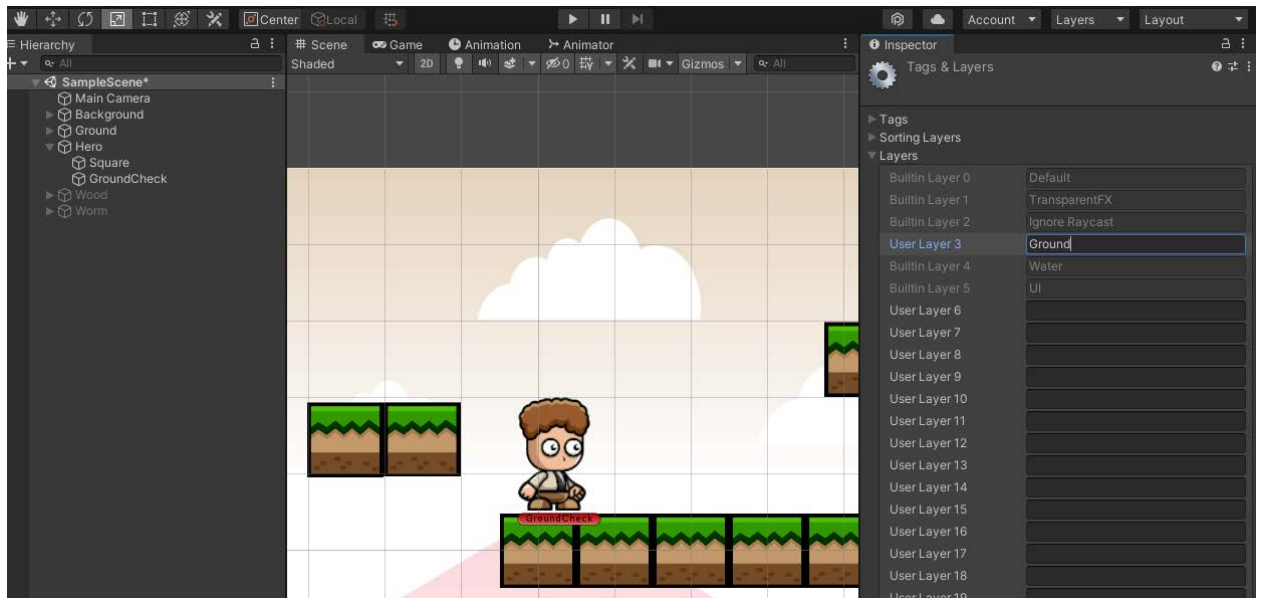 Center Local Account Layers Layout
Hierarchy
All
SampleScene*
Main Camera
Background
Ground
Hero
Square
GroundCheck
Wood
Worm
Scene Game Animation Animator
Shaded 2D 0 Gizmos All
GroundCheck
Inspector
Tags & Layers
Tags
Sorting Layers
Layers
Builtin Layer 0 Default
Builtin Layer 1 TransparentFX
Builtin Layer 2 Ignore Raycast
User Layer 3 Ground
Builtin Layer 4 Water
Builtin Layer 5 UI
User Layer 6
User Layer 7
User Layer 8
User Layer 9
User Layer 10
User Layer 11
User Layer 12
User Layer 13
User Layer 14
User Layer 15
User Layer 16
User Layer 17
User Layer 18
User Layer 19